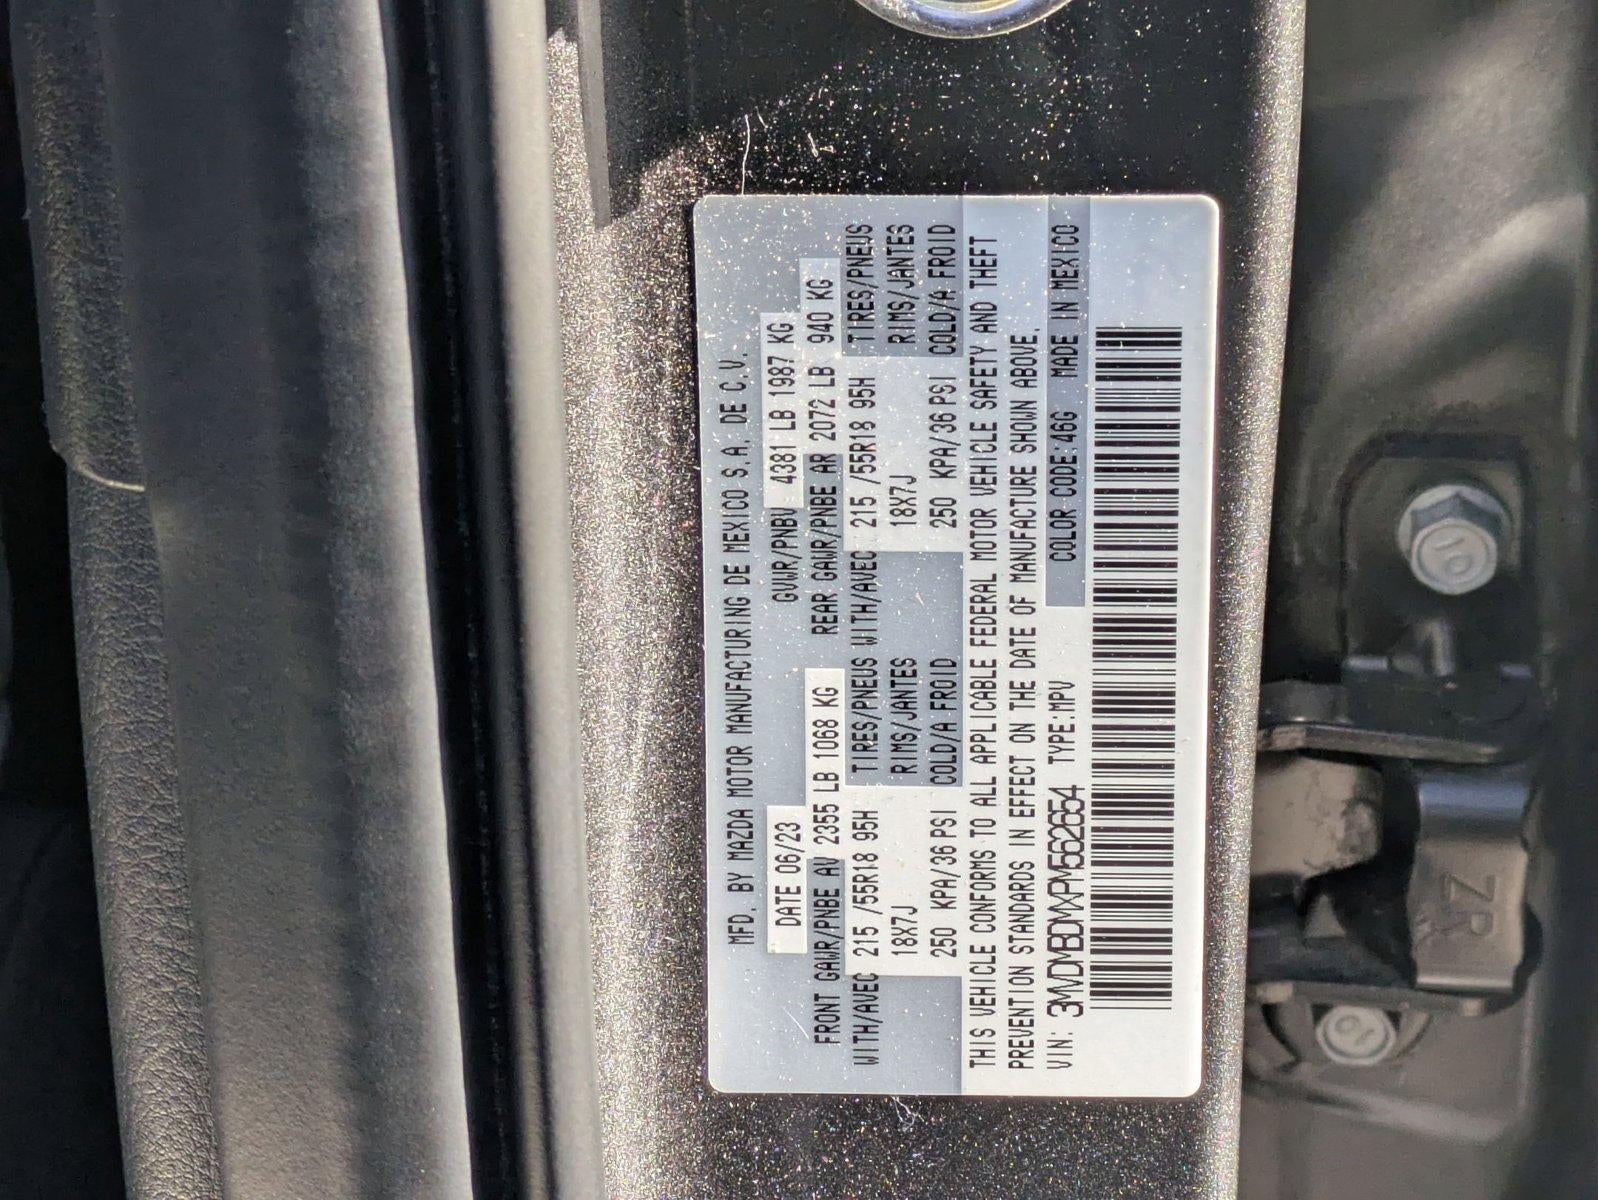 MFD. BY MAZDA MOTOR MANUFACTURING DE MEXICO S.A. DE C.V.
DATE 06/23 GVWR/PNBV 4381 LB 1987 KG
FRONT GAWR/PNBE AV 2355 LB 1068 KG REAR GAWR/PNBE AR 2072 LB 940 KG
WITH/AVEC 215 /55R18 95H TIRES/PNEUS WITH/AVEC 215 /55R18 95H TIRES/PNEUS
18X7J RIMS/JANTES 18X7J RIMS/JANTES
250 KPA/36 PSI COLD/A FROID 250 KPA/36 PSI COLD/A FROID
THIS VEHICLE CONFORMS TO ALL APPLICABLE FEDERAL MOTOR VEHICLE SAFETY AND THEFT
PREVENTION STANDARDS IN EFFECT ON THE DATE OF MANUFACTURE SHOWN ABOVE.
VIN: 3MVDMBDMXPM562654 TYPE:MPV COLOR CODE:46G MADE IN MEXICO
10
ZR
10